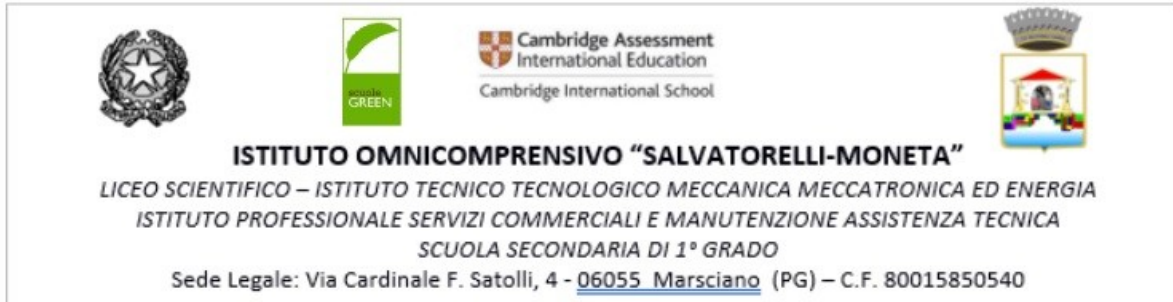 scuola
GREEN
Cambridge Assessment
International Education
Cambridge International School
ISTITUTO OMNICOMPRENSIVO “SALVATORELLI-MONETA”
LICEO SCIENTIFICO – ISTITUTO TECNICO TECNOLOGICO MECCANICA MECCATRONICA ED ENERGIA
ISTITUTO PROFESSIONALE SERVIZI COMMERCIALI E MANUTENZIONE ASSISTENZA TECNICA
SCUOLA SECONDARIA DI 1° GRADO
Sede Legale: Via Cardinale F. Satolli, 4 - 06055 Marsciano (PG) – C.F. 80015850540